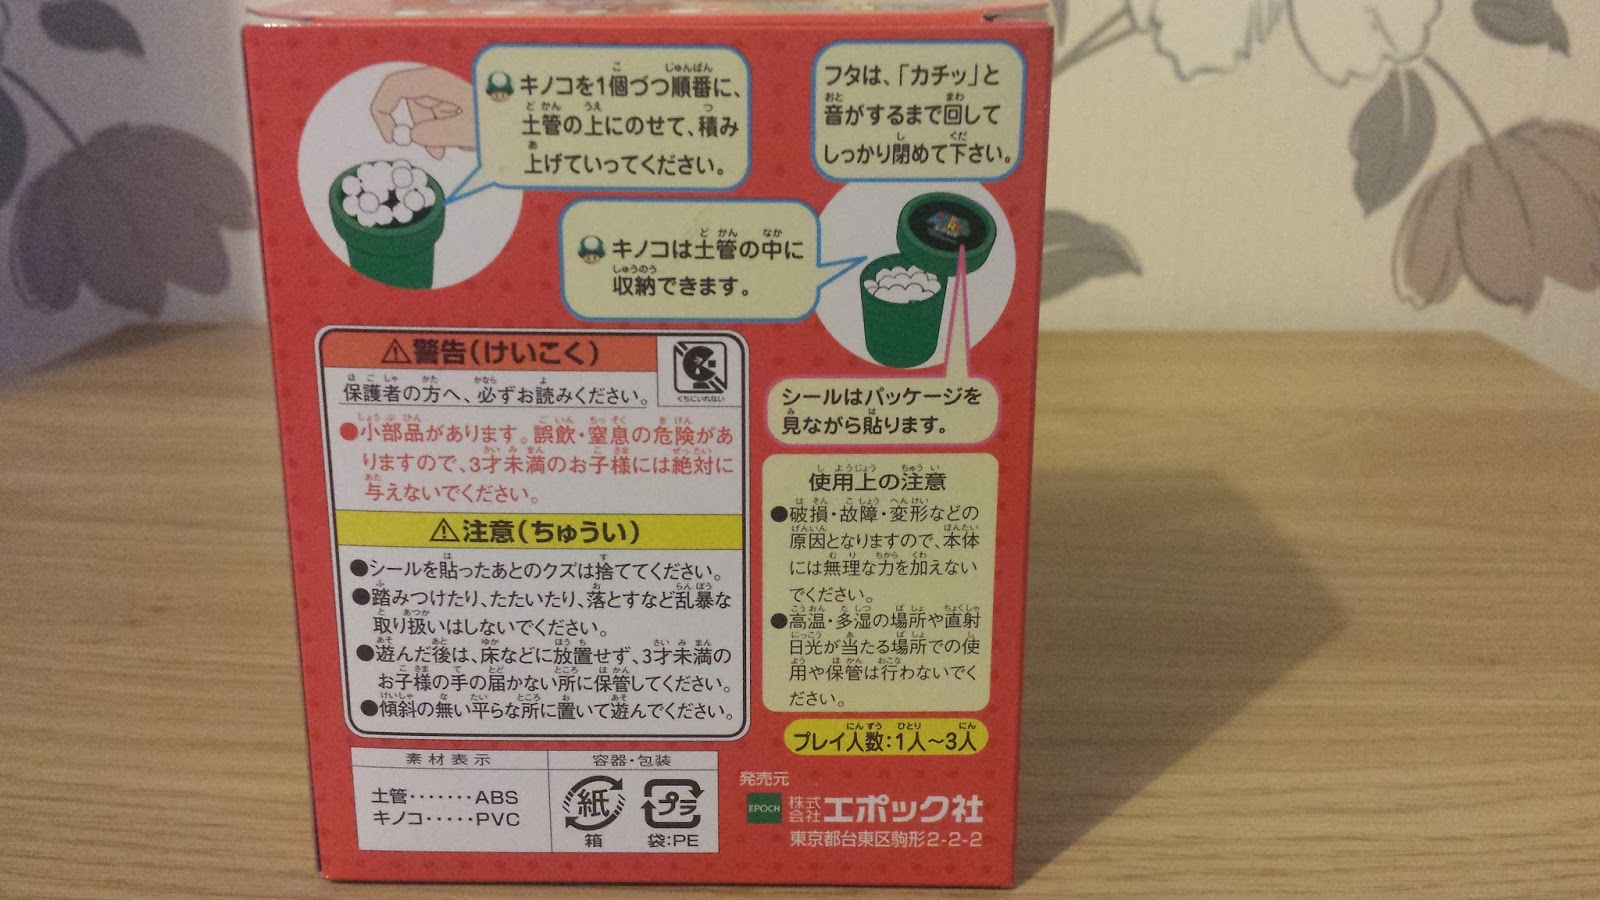 キノコを1個づつ順番に、
土管の上にのせて、積み
上げていってください。
フタは、「カチッ」と
音がするまで回して
しっかり閉めて下さい。
キノコは土管の中に
収納できます。
シールはパッケージを
見ながら貼ります。
⚠警告(けいこく)
くちにいれない
保護者の方へ、必ずお読みください。
●小部品があります。誤飲・窒息の危険があ
りますので、3才未満のお子様には絶対に
与えないでください。
⚠注意(ちゅうい)
●シールを貼ったあとのクズは捨ててください。
●踏みつけたり、たたいたり、落とすなど乱暴な
取り扱いはしないでください。
●遊んだ後は、床などに放置せず、3才未満の
お子様の手の届かない所に保管してください。
●傾斜の無い平らな所に置いて遊んでください。
使用上の注意
●破損・故障・変形などの
原因となりますので、本体
には無理な力を加えない
でください。
●高温・多湿の場所や直射
日光が当たる場所での使
用や保管は行わないでく
ださい。
プレイ人数:1人～3人
素材表示
土管・・・・・・・ABS
キノコ・・・・・PVC
容器・包装
紙
箱
プラ
袋:PE
発売元
EPOCH 株式会社エポック社
東京都台東区駒形2-2-2